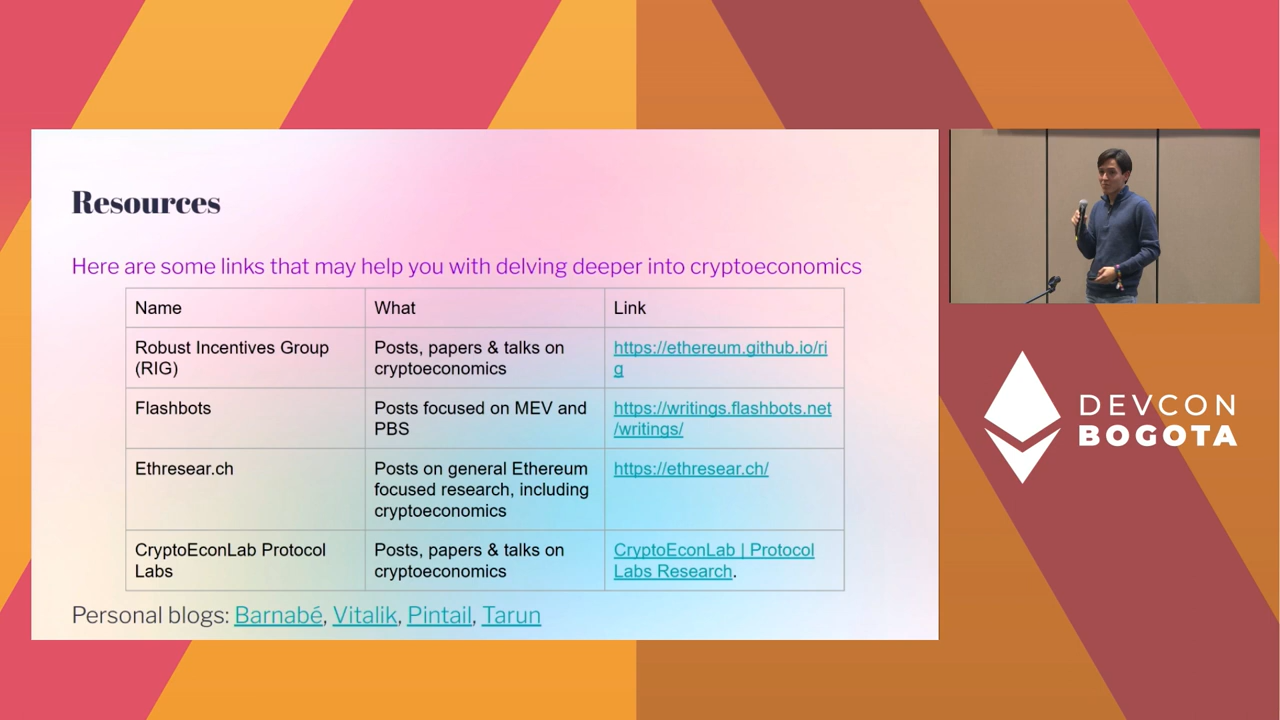 Resources
Here are some links that may help you with delving deeper into cryptoeconomics
Name
What
Link
Robust Incentives Group
(RIG)
Posts, papers & talks on
cryptoeconomics
https://ethereum.github.io/ri
g
Flashbots
Posts focused on MEV and
PBS
https://writings.flashbots.net
/writings/
Ethresear.ch
Posts on general Ethereum
focused research, including
cryptoeconomics
https://ethresear.ch/
CryptoEconLab Protocol
Labs
Posts, papers & talks on
cryptoeconomics
CryptoEconLab | Protocol
Labs Research.
Personal blogs: Barnabé, Vitalik, Pintail, Tarun
DEVCON
BOGOTA